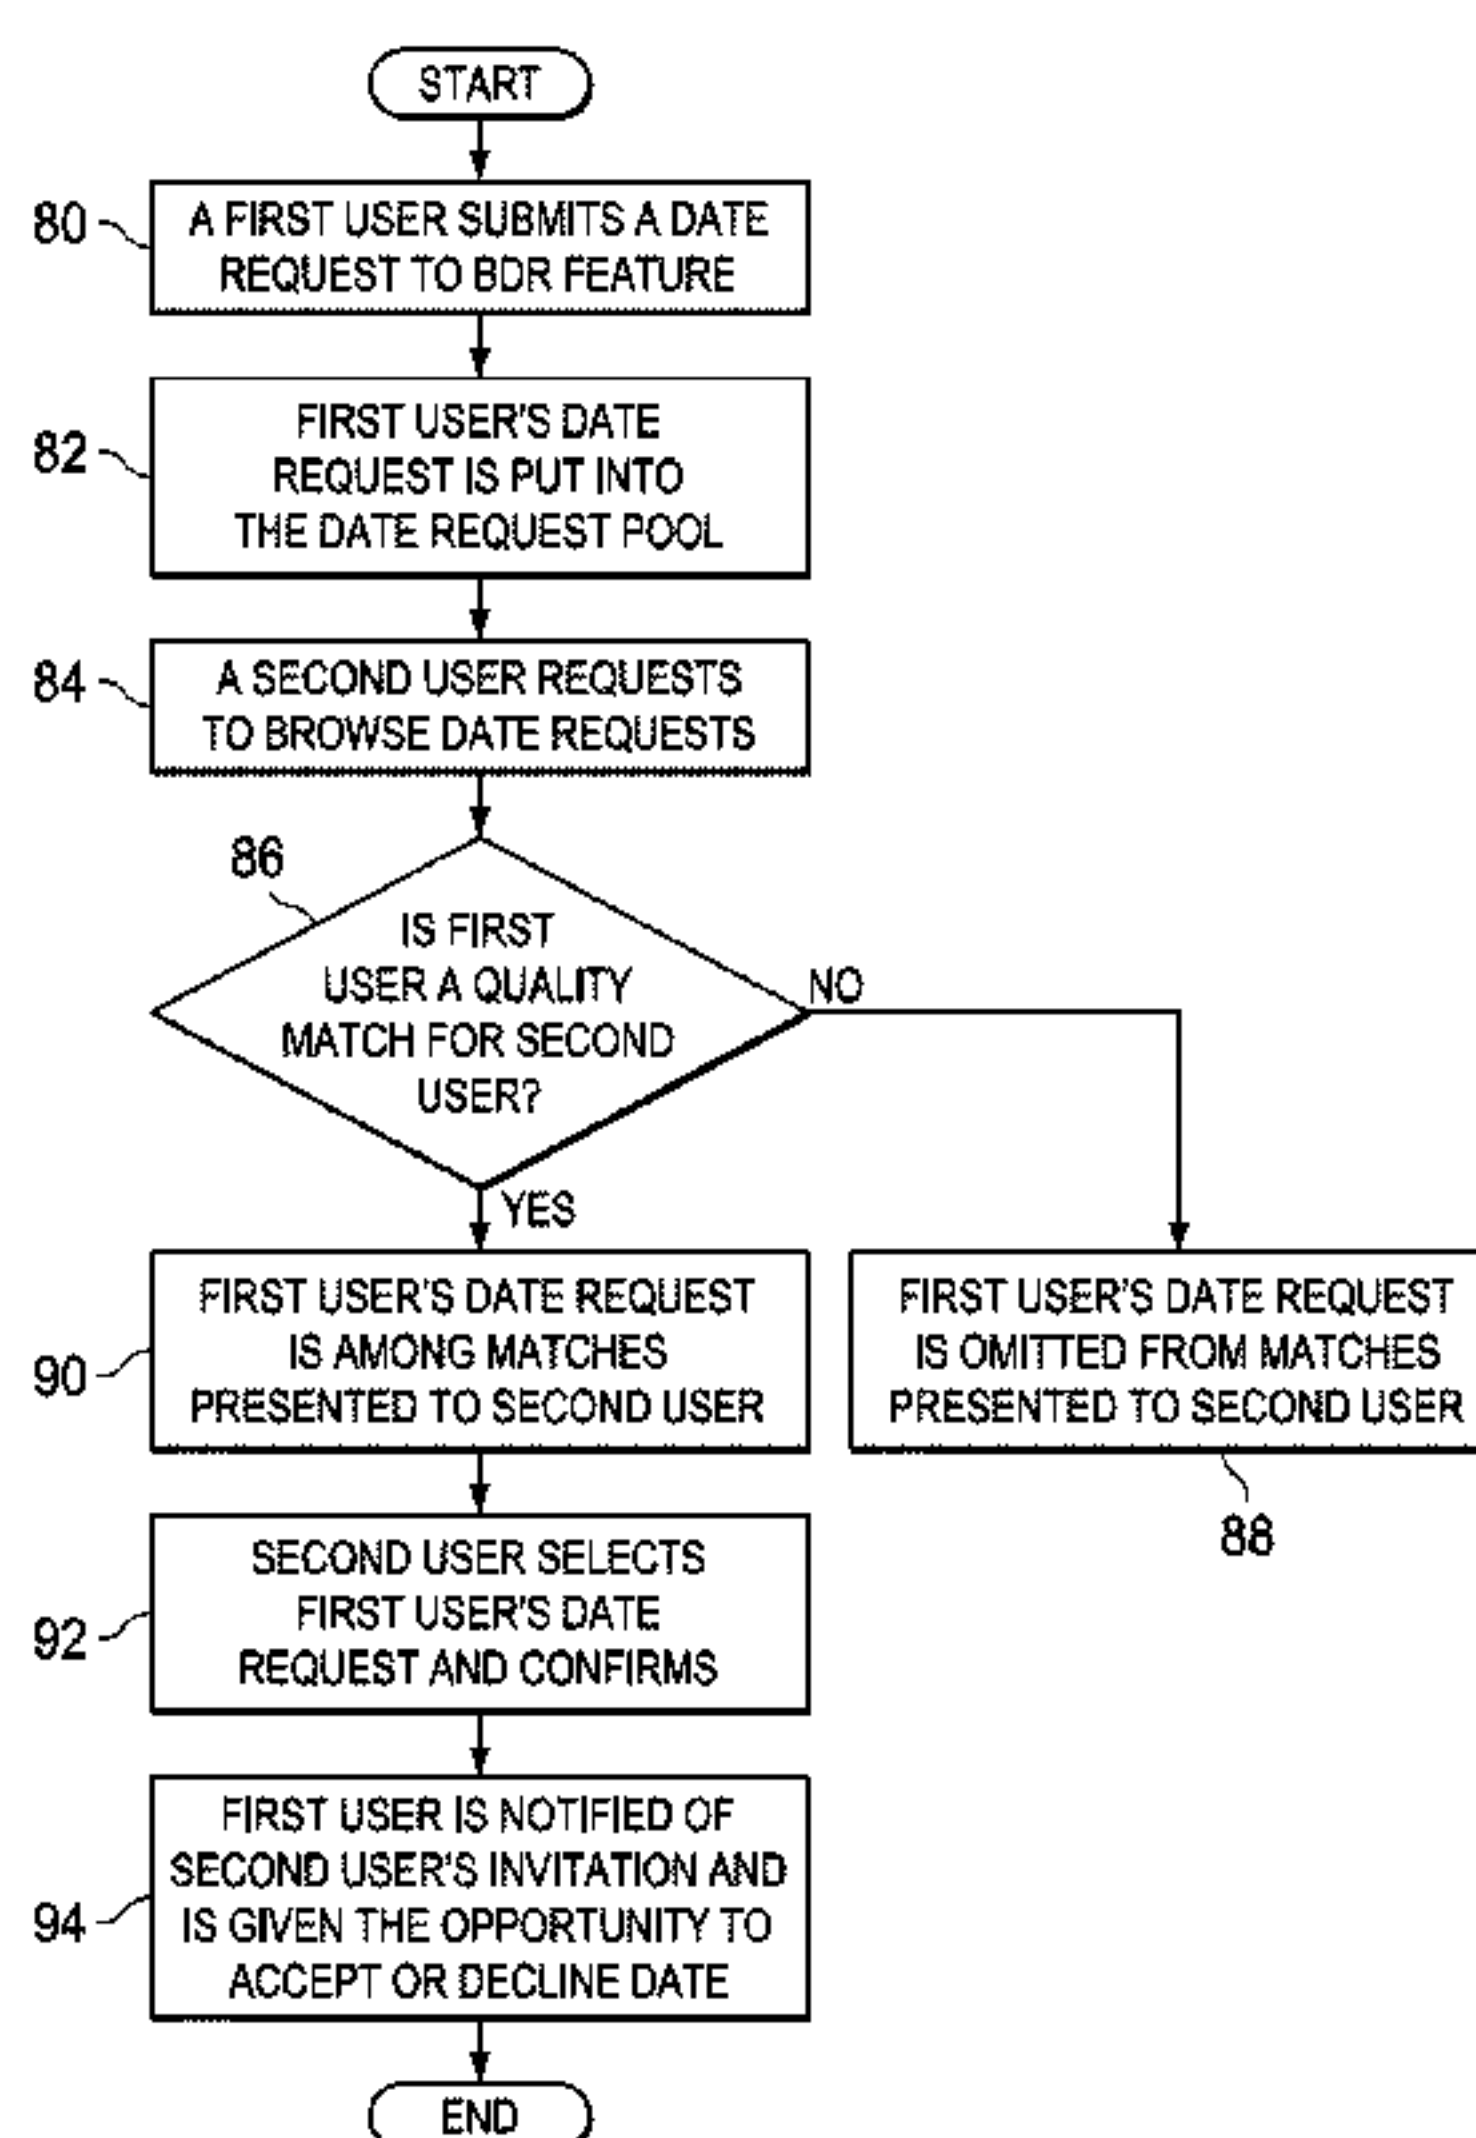 START
80
A FIRST USER SUBMITS A DATE
REQUEST TO BDR FEATURE
82
FIRST USER'S DATE
REQUEST IS PUT INTO
THE DATE REQUEST POOL
84
A SECOND USER REQUESTS
TO BROWSE DATE REQUESTS
86
IS FIRST
USER A QUALITY
MATCH FOR SECOND
USER?
NO
YES
90
FIRST USER'S DATE REQUEST
IS AMONG MATCHES
PRESENTED TO SECOND USER
FIRST USER'S DATE REQUEST
IS OMITTED FROM MATCHES
PRESENTED TO SECOND USER
88
92
SECOND USER SELECTS
FIRST USER'S DATE
REQUEST AND CONFIRMS
94
FIRST USER IS NOTIFIED OF
SECOND USER'S INVITATION AND
IS GIVEN THE OPPORTUNITY TO
ACCEPT OR DECLINE DATE
END